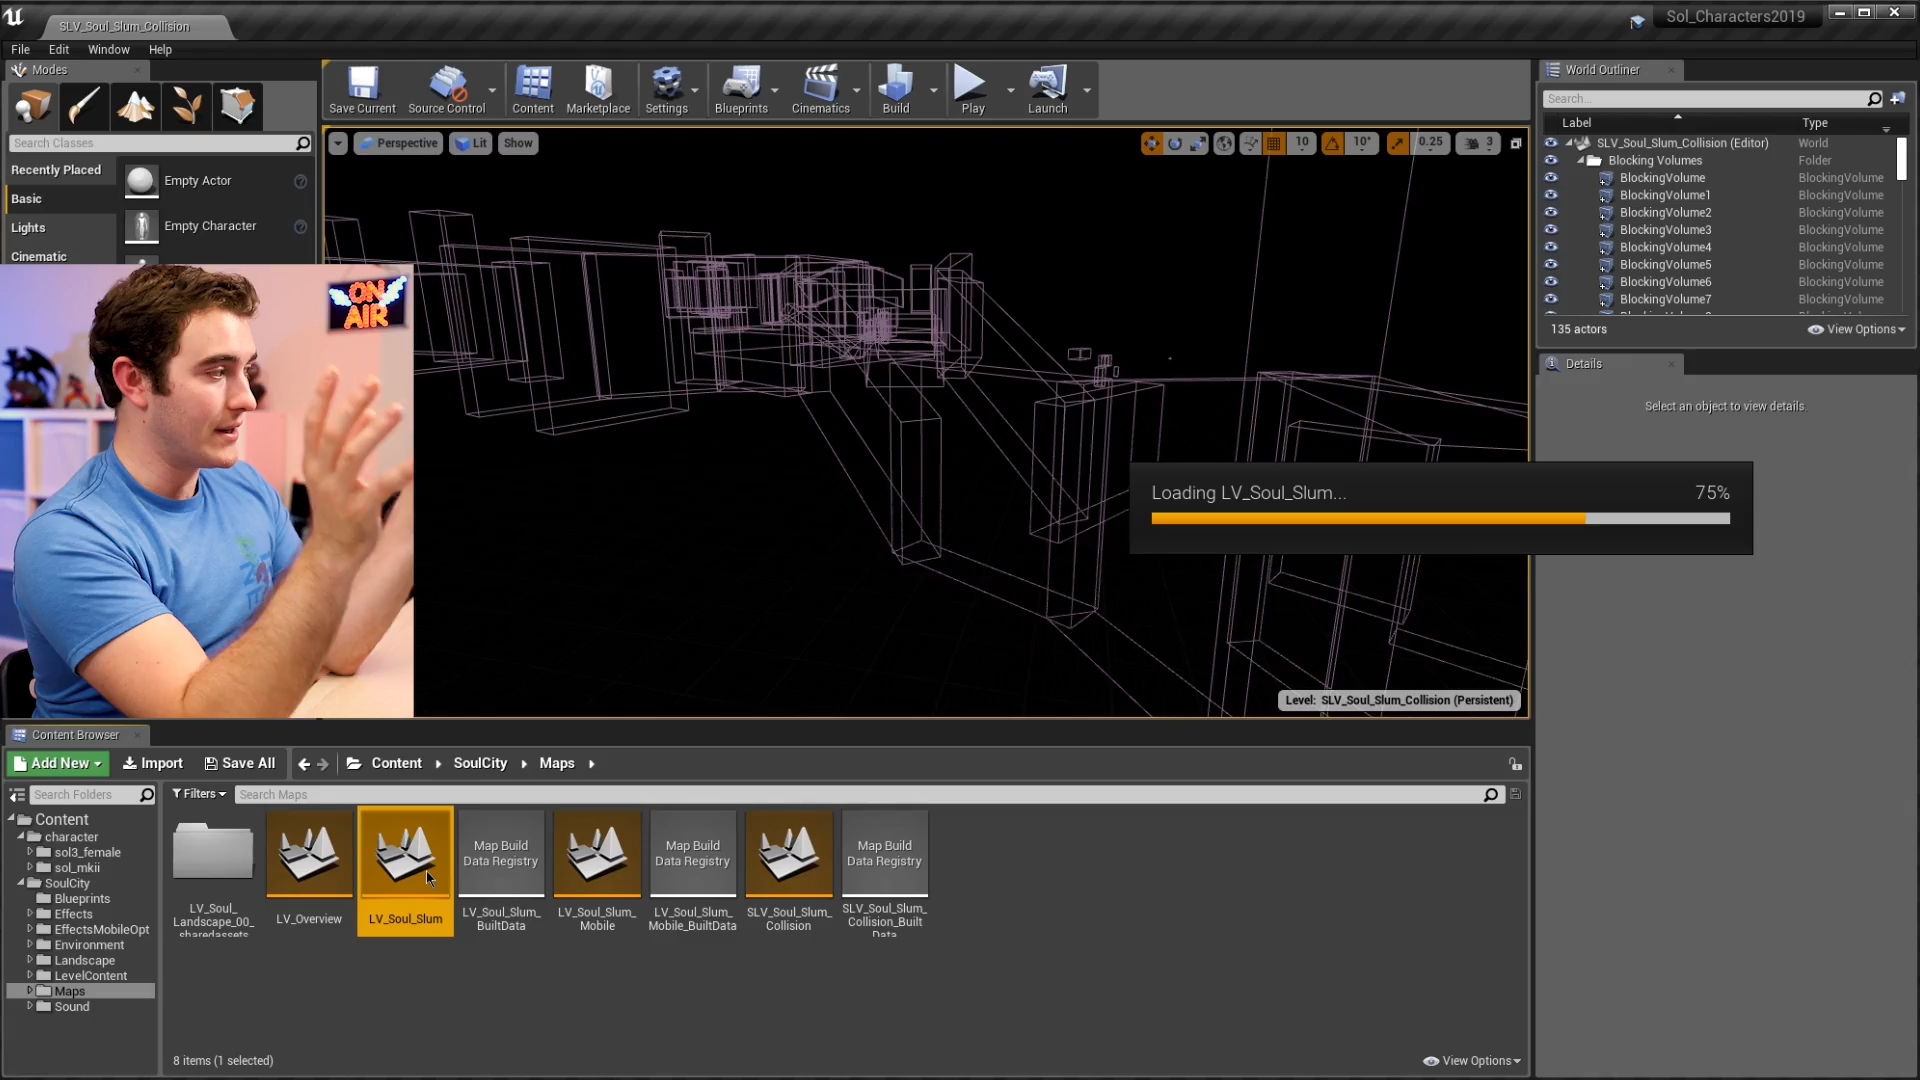 SLV_Soul_Slum_Collision
Sol_Characters2019
File Edit Window Help
Modes
Search Classes
Recently Placed
Basic
Lights
Cinematic
Empty Actor
Empty Character
Save Current
Source Control
Content
Marketplace
Settings
Blueprints
Cinematics
Build
Play
Launch
Perspective
Lit
Show
10
10°
0.25
3
ON
AIR
Level: SLV_Soul_Slum_Collision (Persistent)
Loading LV_Soul_Slum... 75%
World Outliner
Search...
Label Type
SLV_Soul_Slum_Collision (Editor) World
Blocking Volumes Folder
BlockingVolume BlockingVolume
BlockingVolume1 BlockingVolume
BlockingVolume2 BlockingVolume
BlockingVolume3 BlockingVolume
BlockingVolume4 BlockingVolume
BlockingVolume5 BlockingVolume
BlockingVolume6 BlockingVolume
BlockingVolume7 BlockingVolume
135 actors
View Options
Details
Select an object to view details.
Content Browser
Add New
Import
Save All
Content
SoulCity
Maps
Search Folders
Filters
Search Maps
Content
character
sol3_female
sol_mkii
SoulCity
Blueprints
Effects
EffectsMobileOpt
Environment
Landscape
LevelContent
Maps
Sound
LV_Soul_
Landscape_00_
sharedassets
LV_Overview
LV_Soul_Slum
Map Build
Data Registry
LV_Soul_Slum_
BuiltData
LV_Soul_Slum_
Mobile
Map Build
Data Registry
LV_Soul_Slum_
Mobile_BuiltData
SLV_Soul_Slum_
Collision
Map Build
Data Registry
SLV_Soul_Slum_
Collision_Built
Data
8 items (1 selected)
View Options